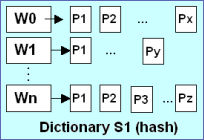 W0 P1 P2 ... Px
W1 P1 ... Py
⋮
Wn P1 P2 P3 ... Pz
Dictionary S1 (hash)